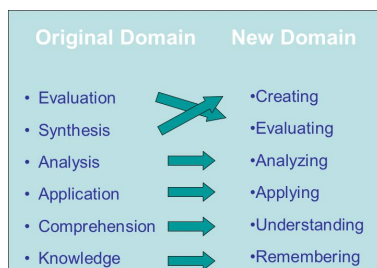 Original Domain New Domain
• Evaluation •Creating
• Synthesis •Evaluating
• Analysis •Analyzing
• Application •Applying
• Comprehension •Understanding
• Knowledge •Remembering